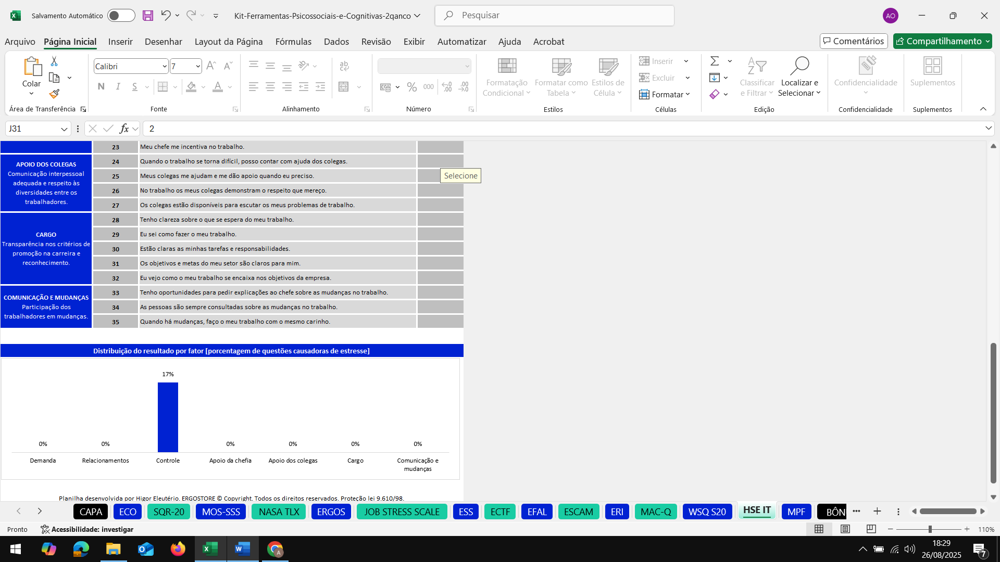 Salvamento Automático
Kit-Ferramentas-Psicossociais-e-Cognitivas-2qanco
Pesquisar
AO
Arquivo Página Inicial Inserir Desenhar Layout da Página Fórmulas Dados Revisão Exibir Automatizar Ajuda Acrobat
Comentários Compartilhamento
Colar
Área de Transferência
Calibri 7
N I S
Fonte
ab
Alinhamento
% 000
Número
Formatação Condicional
Formatar como Tabela
Estilos de Célula
Estilos
Inserir
Excluir
Formatar
Células
Classificar e Filtrar
Localizar e Selecionar
Edição
Confidencialidade
Confidencialidade
Suplementos
Suplementos
J31 fx 2
23 Meu chefe me incentiva no trabalho.
APOIO DOS COLEGAS
Comunicação interpessoal
adequada e respeito às
diversidades entre os
trabalhadores.
24 Quando o trabalho se torna difícil, posso contar com ajuda dos colegas.
25 Meus colegas me ajudam e me dão apoio quando eu preciso.
Selecione
26 No trabalho os meus colegas demonstram o respeito que mereço.
27 Os colegas estão disponíveis para escutar os meus problemas de trabalho.
CARGO
Transparência nos critérios de
promoção na carreira e
reconhecimento.
28 Tenho clareza sobre o que se espera do meu trabalho.
29 Eu sei como fazer o meu trabalho.
30 Estão claras as minhas tarefas e responsabilidades.
31 Os objetivos e metas do meu setor são claros para mim.
32 Eu vejo como o meu trabalho se encaixa nos objetivos da empresa.
COMUNICAÇÃO E MUDANÇAS
Participação dos
trabalhadores em mudanças.
33 Tenho oportunidades para pedir explicações ao chefe sobre as mudanças no trabalho.
34 As pessoas são sempre consultadas sobre as mudanças no trabalho.
35 Quando há mudanças, faço o meu trabalho com o mesmo carinho.
Distribuição do resultado por fator [porcentagem de questões causadoras de estresse]
17%
0% 0% 0% 0% 0% 0%
Demanda Relacionamentos Controle Apoio da chefia Apoio dos colegas Cargo Comunicação e
mudanças
Planilha desenvolvida por Higor Eleutério. ERGOSTORE © Copyright. Todos os direitos reservados. Proteção lei 9.610/98.
CAPA ECO SQR-20 MOS-SSS NASA TLX ERGOS JOB STRESS SCALE ESS ECTF EFAL ESCAM ERI MAC-Q WSQ S20 HSE IT MPF BÔN
Pronto Acessibilidade: investigar 110%
18:29
26/08/2025
7